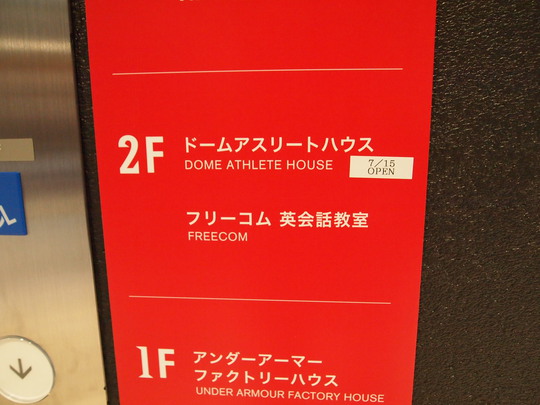 2F ドームアスリートハウス
DOME ATHLETE HOUSE
7/15
OPEN
フリーコム 英会話教室
FREECOM
1F アンダーアーマー
ファクトリーハウス
UNDER ARMOUR FACTORY HOUSE